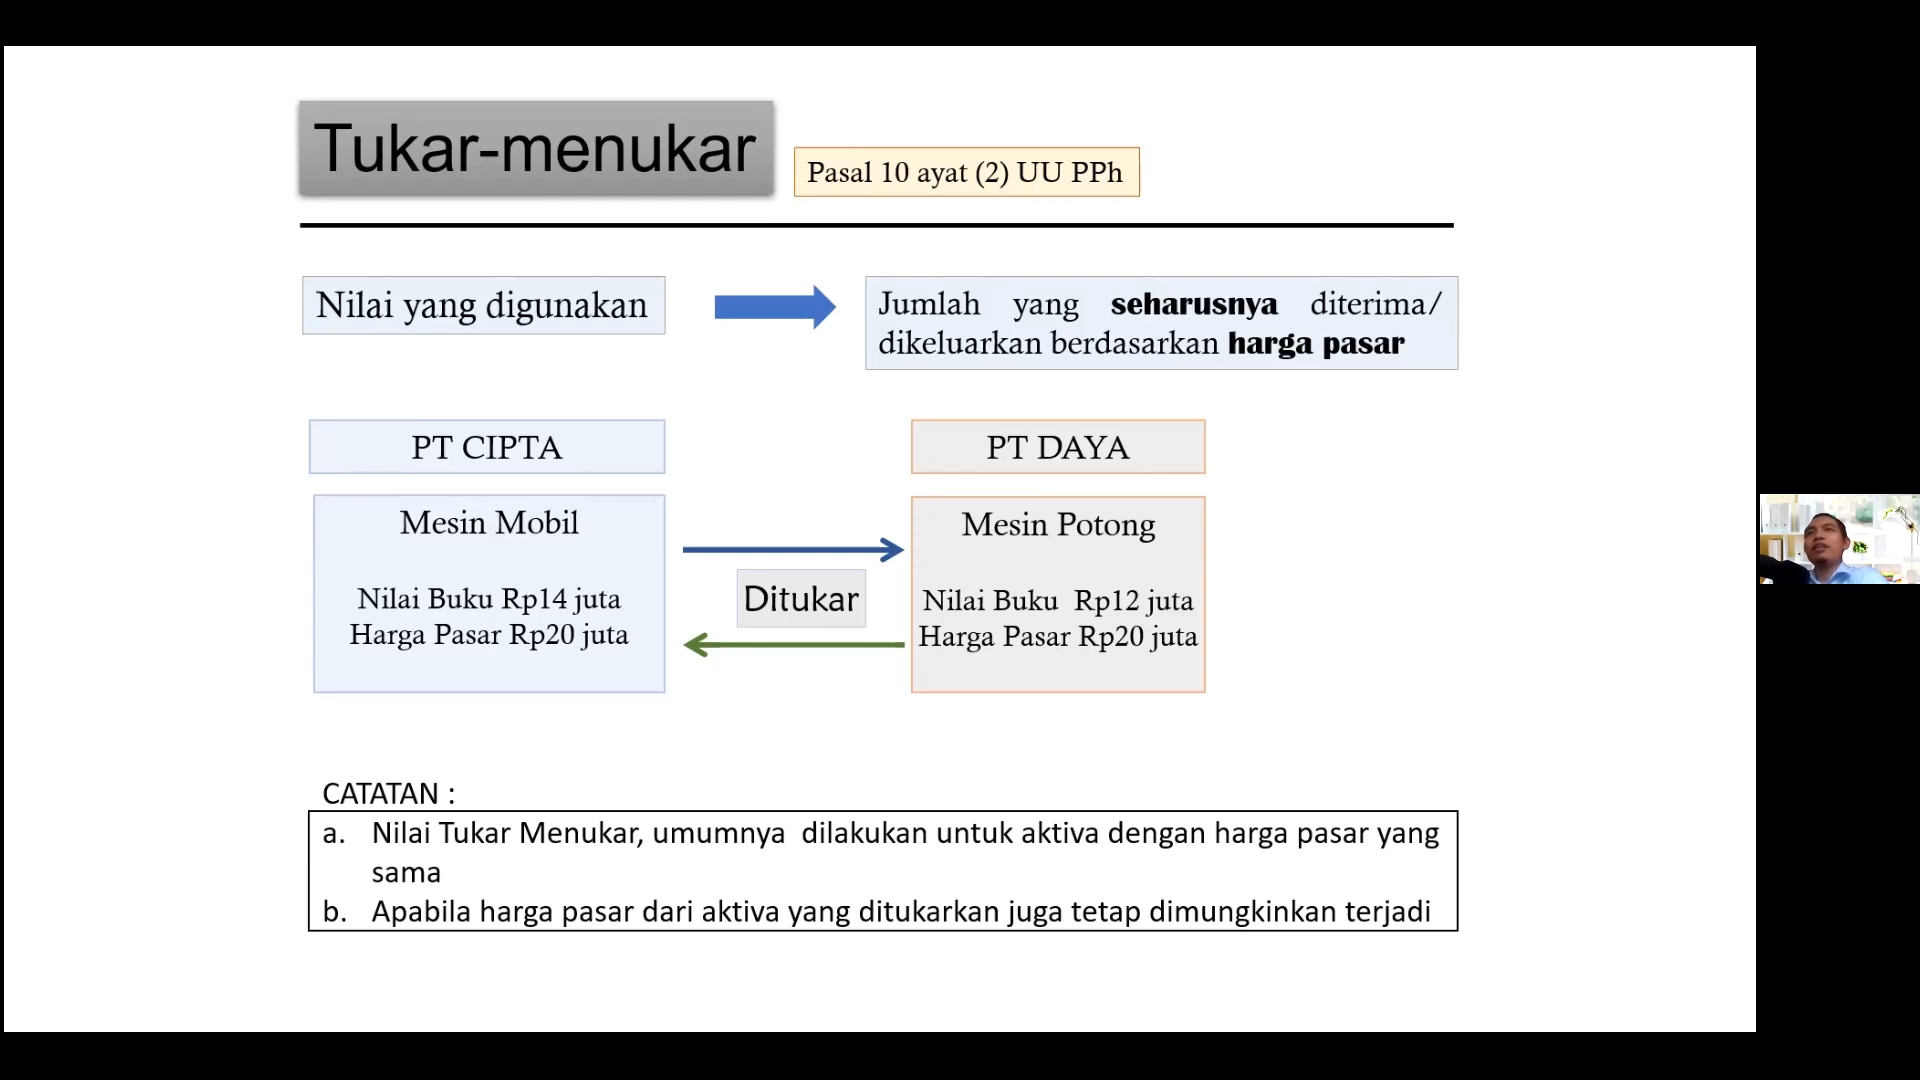 Tukar-menukar
Pasal 10 ayat (2) UU PPh
Nilai yang digunakan
Jumlah yang seharusnya diterima/
dikeluarkan berdasarkan harga pasar
PT CIPTA
PT DAYA
Mesin Mobil
Nilai Buku Rp14 juta
Harga Pasar Rp20 juta
Ditukar
Mesin Potong
Nilai Buku Rp12 juta
Harga Pasar Rp20 juta
CATATAN :
a. Nilai Tukar Menukar, umumnya dilakukan untuk aktiva dengan harga pasar yang
sama
b. Apabila harga pasar dari aktiva yang ditukarkan juga tetap dimungkinkan terjadi